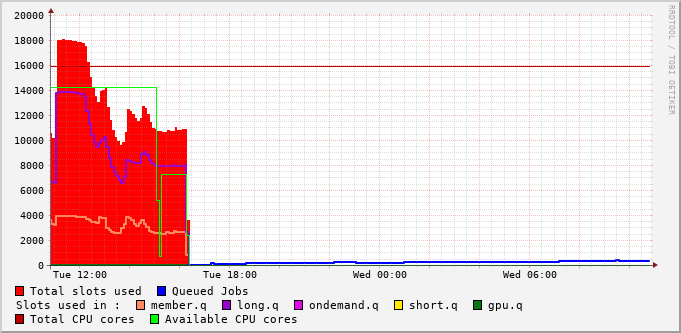 20000
18000
16000
14000
12000
10000
8000
6000
4000
2000
0
Tue 12:00 Tue 18:00 Wed 00:00 Wed 06:00
RRDTOOL / TOBI OETIKER
Total slots used Queued Jobs
Slots used in : member.q long.q ondemand.q short.q gpu.q
Total CPU cores Available CPU cores